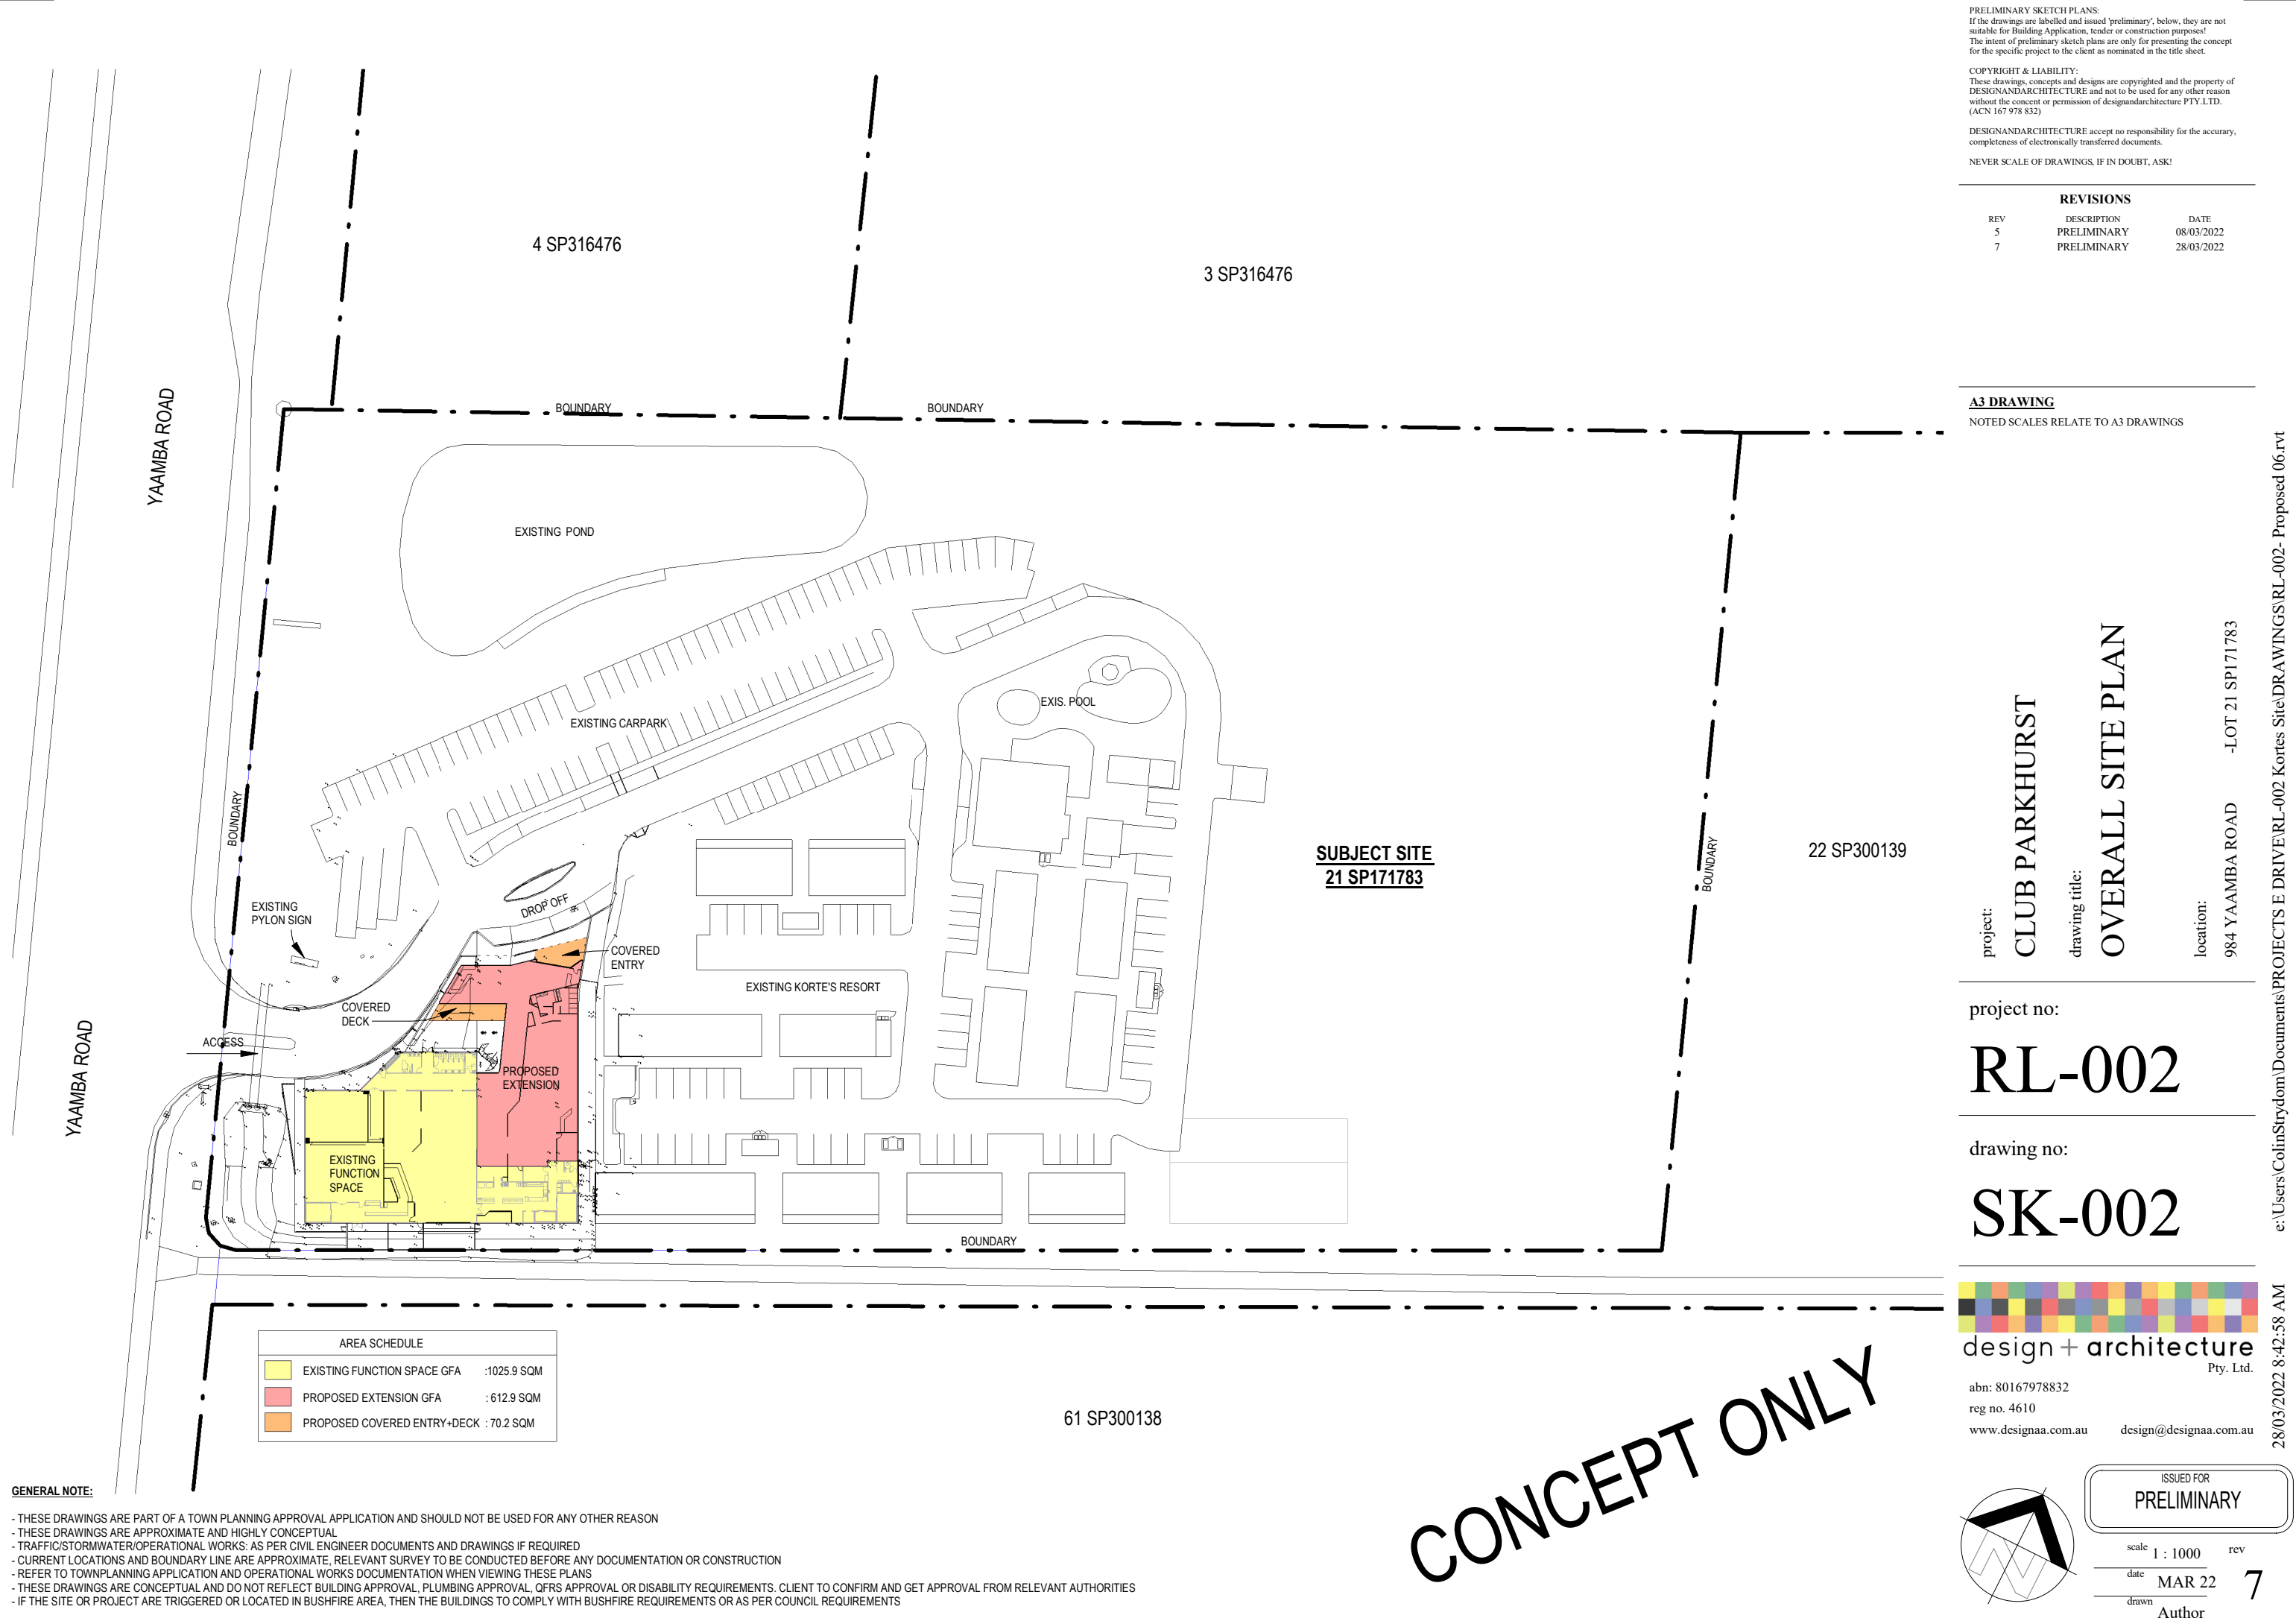 PRELIMINARY SKETCH PLANS:
If the drawings are labelled and issued 'preliminary', below, they are not
suitable for Building Application, tender or construction purposes!
The intent of preliminary sketch plans are only for presenting the concept
for the specific project to the client as nominated in the title sheet.
COPYRIGHT & LIABILITY:
These drawings, concepts and designs are copyrighted and the property of
DESIGNANDARCHITECTURE and not to be used for any other reason
without the concent or permission of designandarchitecture PTY.LTD.
(ACN 167 978 832)
DESIGNANDARCHITECTURE accept no responsibility for the accurary,
completeness of electronically transferred documents.
NEVER SCALE OF DRAWINGS, IF IN DOUBT, ASK!
REVISIONS
REV DESCRIPTION DATE
5 PRELIMINARY 08/03/2022
7 PRELIMINARY 28/03/2022
A3 DRAWING
NOTED SCALES RELATE TO A3 DRAWINGS
project:
CLUB PARKHURST
drawing title:
OVERALL SITE PLAN
location:
984 YAAMBA ROAD -LOT 21 SP171783
project no:
RL-002
drawing no:
SK-002
design + architecture
Pty. Ltd.
abn: 80167978832
reg no. 4610
www.designaa.com.au design@designaa.com.au
ISSUED FOR
PRELIMINARY
scale 1 : 1000 rev
date MAR 22 7
drawn Author
N
e:\Users\ColinStrydom\Documents\PROJECTS E DRIVE\RL-002 Kortes Site\DRAWINGS\RL-002- Proposed 06.rvt
28/03/2022 8:42:58 AM
4 SP316476
3 SP316476
YAAMBA ROAD
BOUNDARY
BOUNDARY
EXISTING POND
EXIS. POOL
EXISTING CARPARK
BOUNDARY
SUBJECT SITE
21 SP171783
22 SP300139
BOUNDARY
EXISTING
PYLON SIGN
DROP OFF
COVERED
ENTRY
EXISTING KORTE'S RESORT
COVERED
DECK
ACCESS
YAAMBA ROAD
PROPOSED
EXTENSION
EXISTING
FUNCTION
SPACE
BOUNDARY
AREA SCHEDULE
EXISTING FUNCTION SPACE GFA :1025.9 SQM
PROPOSED EXTENSION GFA : 612.9 SQM
PROPOSED COVERED ENTRY+DECK : 70.2 SQM
61 SP300138
CONCEPT ONLY
GENERAL NOTE:
- THESE DRAWINGS ARE PART OF A TOWN PLANNING APPROVAL APPLICATION AND SHOULD NOT BE USED FOR ANY OTHER REASON
- THESE DRAWINGS ARE APPROXIMATE AND HIGHLY CONCEPTUAL
- TRAFFIC/STORMWATER/OPERATIONAL WORKS: AS PER CIVIL ENGINEER DOCUMENTS AND DRAWINGS IF REQUIRED
- CURRENT LOCATIONS AND BOUNDARY LINE ARE APPROXIMATE, RELEVANT SURVEY TO BE CONDUCTED BEFORE ANY DOCUMENTATION OR CONSTRUCTION
- REFER TO TOWNPLANNING APPLICATION AND OPERATIONAL WORKS DOCUMENTATION WHEN VIEWING THESE PLANS
- THESE DRAWINGS ARE CONCEPTUAL AND DO NOT REFLECT BUILDING APPROVAL, PLUMBING APPROVAL, QFRS APPROVAL OR DISABILITY REQUIREMENTS. CLIENT TO CONFIRM AND GET APPROVAL FROM RELEVANT AUTHORITIES
- IF THE SITE OR PROJECT ARE TRIGGERED OR LOCATED IN BUSHFIRE AREA, THEN THE BUILDINGS TO COMPLY WITH BUSHFIRE REQUIREMENTS OR AS PER COUNCIL REQUIREMENTS